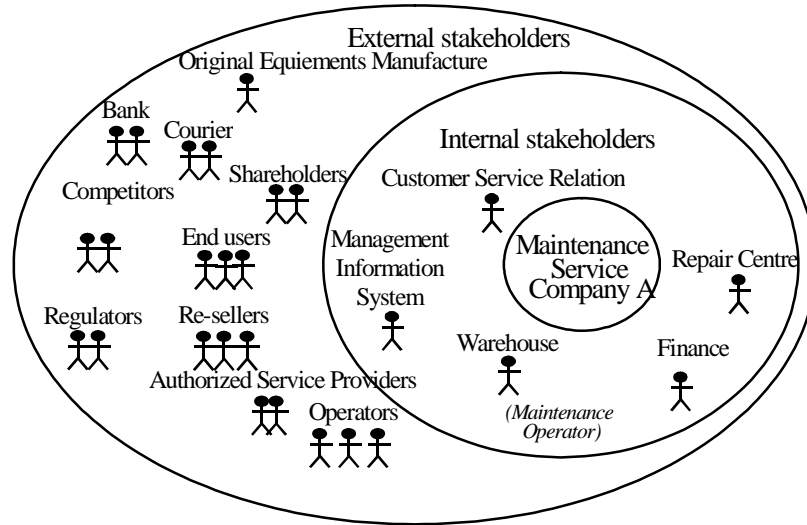 External stakeholders
Original Equiements Manufacture
Bank
Courier
Internal stakeholders
Shareholders
Customer Service Relation
Competitors
End users
Management
Information
System
Maintenance
Service
Company A
Repair Centre
Regulators
Re-sellers
Warehouse
Finance
Authorized Service Providers
Operators
(Maintenance
Operator)